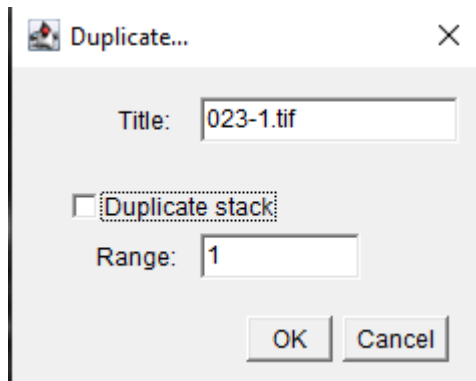 Duplicate...
Title: 023-1.tif
Duplicate stack
Range: 1
OK Cancel